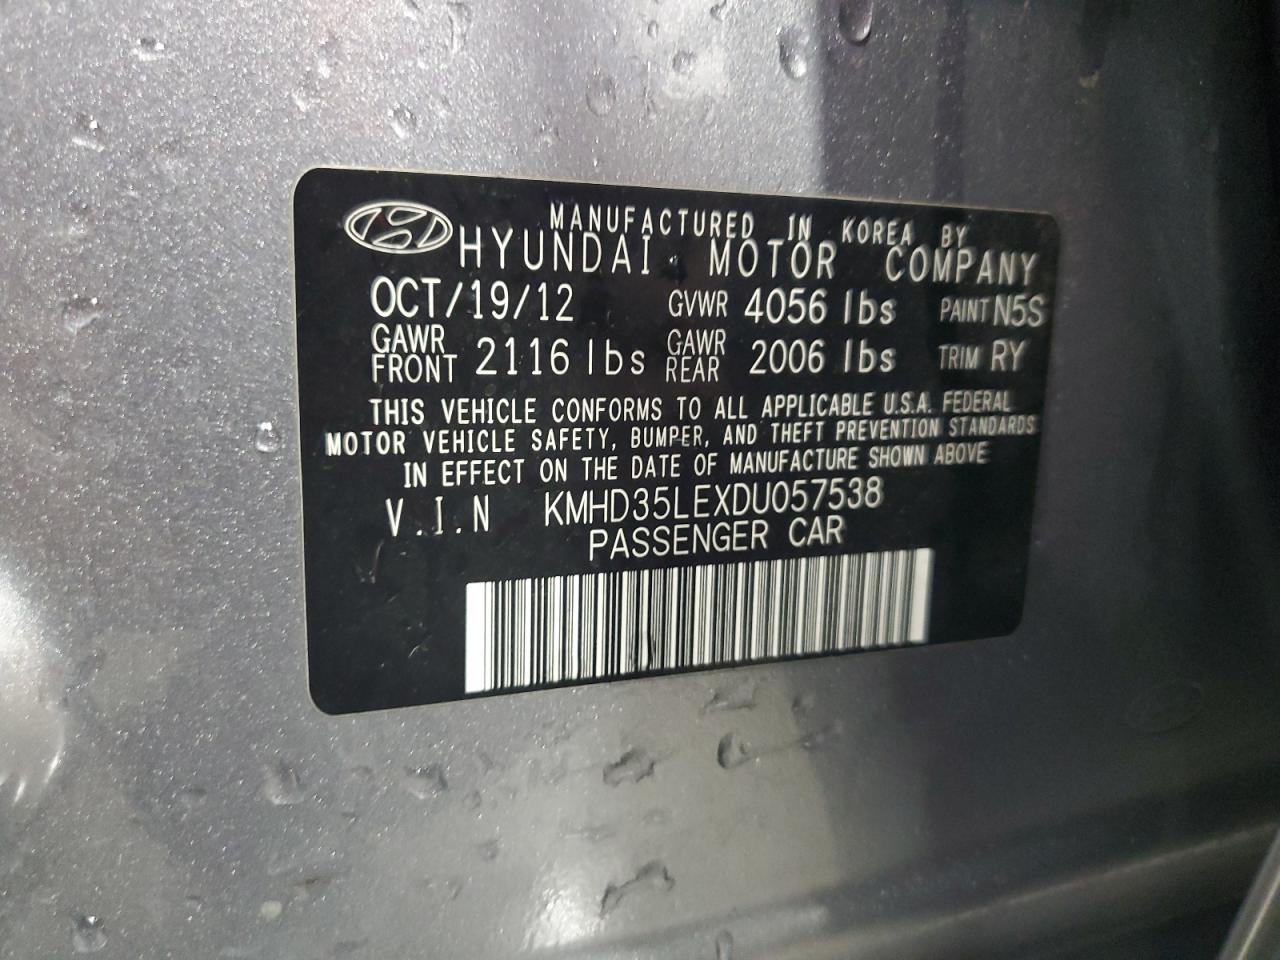 MANUFACTURED IN KOREA BY
HYUNDAI MOTOR COMPANY
OCT/19/12 GVWR 4056 lbs PAINT N5S
GAWR FRONT 2116 lbs GAWR REAR 2006 lbs TRIM RY
THIS VEHICLE CONFORMS TO ALL APPLICABLE U.S.A. FEDERAL
MOTOR VEHICLE SAFETY, BUMPER, AND THEFT PREVENTION STANDARDS
IN EFFECT ON THE DATE OF MANUFACTURE SHOWN ABOVE
V.I.N KMHD35LEXDU057538
PASSENGER CAR